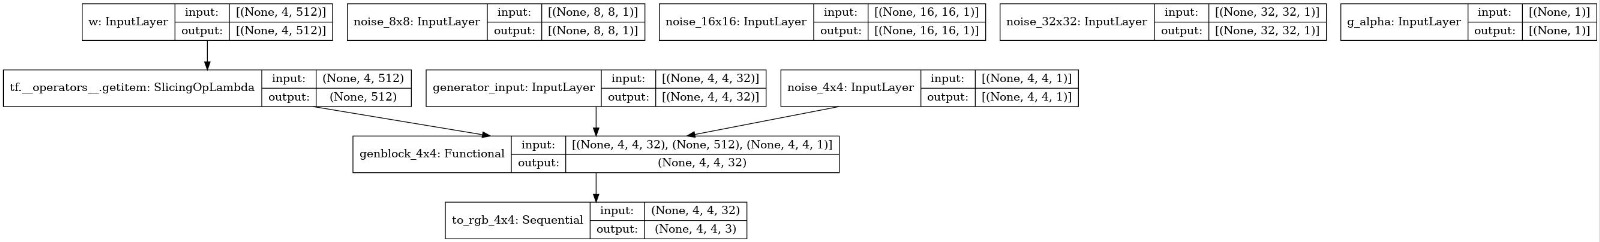 w: InputLayer input: [(None, 4, 512)]
output: [(None, 4, 512)]
noise_8x8: InputLayer input: [(None, 8, 8, 1)]
output: [(None, 8, 8, 1)]
noise_16x16: InputLayer input: [(None, 16, 16, 1)]
output: [(None, 16, 16, 1)]
noise_32x32: InputLayer input: [(None, 32, 32, 1)]
output: [(None, 32, 32, 1)]
g_alpha: InputLayer input: [(None, 1)]
output: [(None, 1)]
tf.__operators__.getitem: SlicingOpLambda input: (None, 4, 512)
output: (None, 512)
generator_input: InputLayer input: [(None, 4, 4, 32)]
output: [(None, 4, 4, 32)]
noise_4x4: InputLayer input: [(None, 4, 4, 1)]
output: [(None, 4, 4, 1)]
genblock_4x4: Functional input: [(None, 4, 4, 32), (None, 512), (None, 4, 4, 1)]
output: (None, 4, 4, 32)
to_rgb_4x4: Sequential input: (None, 4, 4, 32)
output: (None, 4, 4, 3)